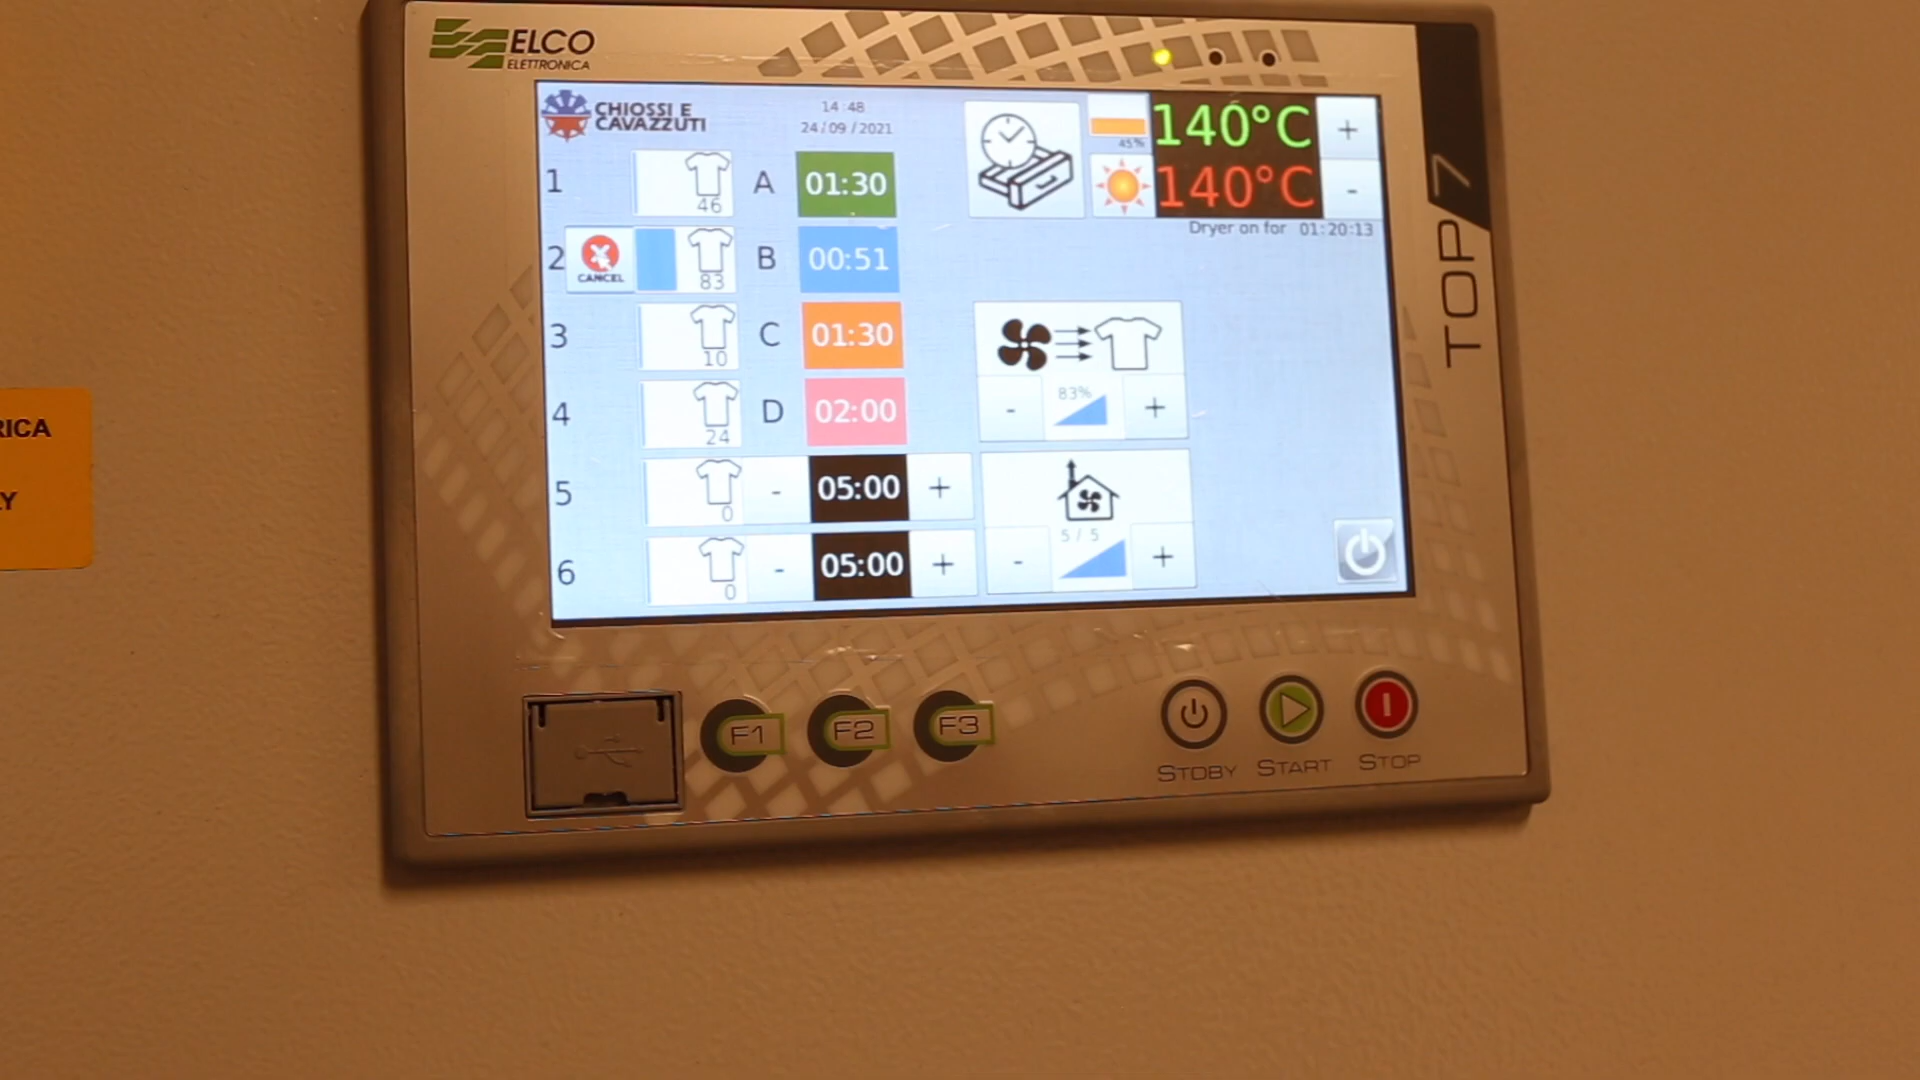 ELCO
ELETTRONICA
CHIOSSI E
CAVAZZUTI
14:48
24/09/2021
45%
140°C
+
140°C
-
Dryer on for 01:20:13
1 46 A 01:30
2 CANCEL 83 B 00:51
3 10 C 01:30
4 24 D 02:00
5 0 - 05:00 +
6 0 - 05:00 +
83%
- +
5 / 5
- +
TOP 7
F1 F2 F3
STDBY START STOP
RICA
Y